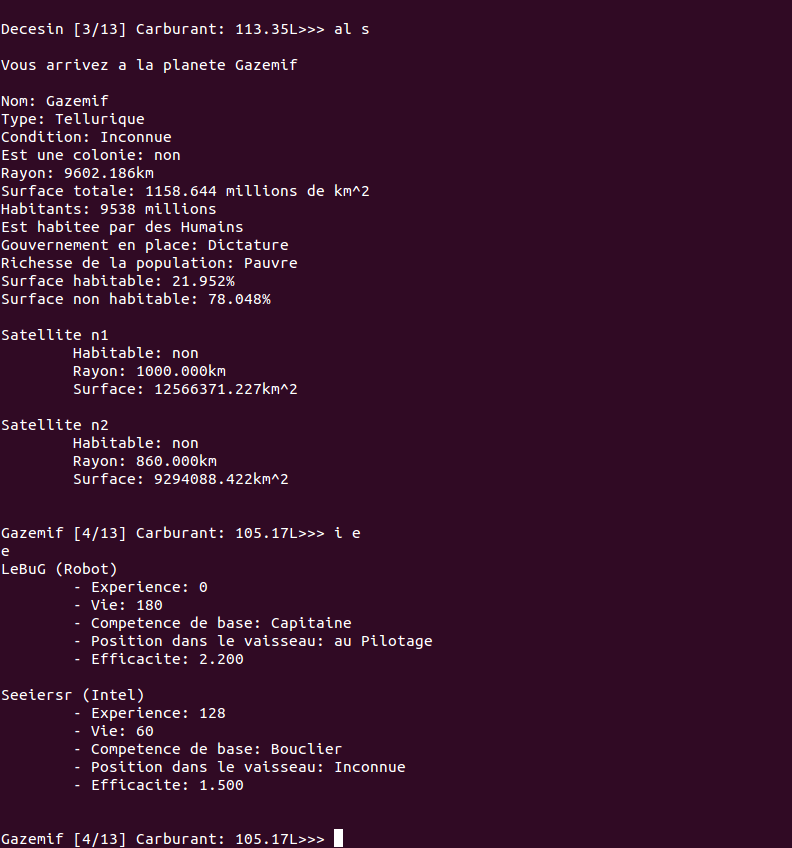 Decesin [3/13] Carburant: 113.35L>>> al s
Vous arrivez a la planete Gazemif
Nom: Gazemif
Type: Tellurique
Condition: Inconnue
Est une colonie: non
Rayon: 9602.186km
Surface totale: 1158.644 millions de km^2
Habitants: 9538 millions
Est habitee par des Humains
Gouvernement en place: Dictature
Richesse de la population: Pauvre
Surface habitable: 21.952%
Surface non habitable: 78.048%
Satellite n1
Habitable: non
Rayon: 1000.000km
Surface: 12566371.227km^2
Satellite n2
Habitable: non
Rayon: 860.000km
Surface: 9294088.422km^2
Gazemif [4/13] Carburant: 105.17L>>> i e
e
LeBuG (Robot)
- Experience: 0
- Vie: 180
- Competence de base: Capitaine
- Position dans le vaisseau: au Pilotage
- Efficacite: 2.200
Seeiersr (Intel)
- Experience: 128
- Vie: 60
- Competence de base: Bouclier
- Position dans le vaisseau: Inconnue
- Efficacite: 1.500
Gazemif [4/13] Carburant: 105.17L>>>